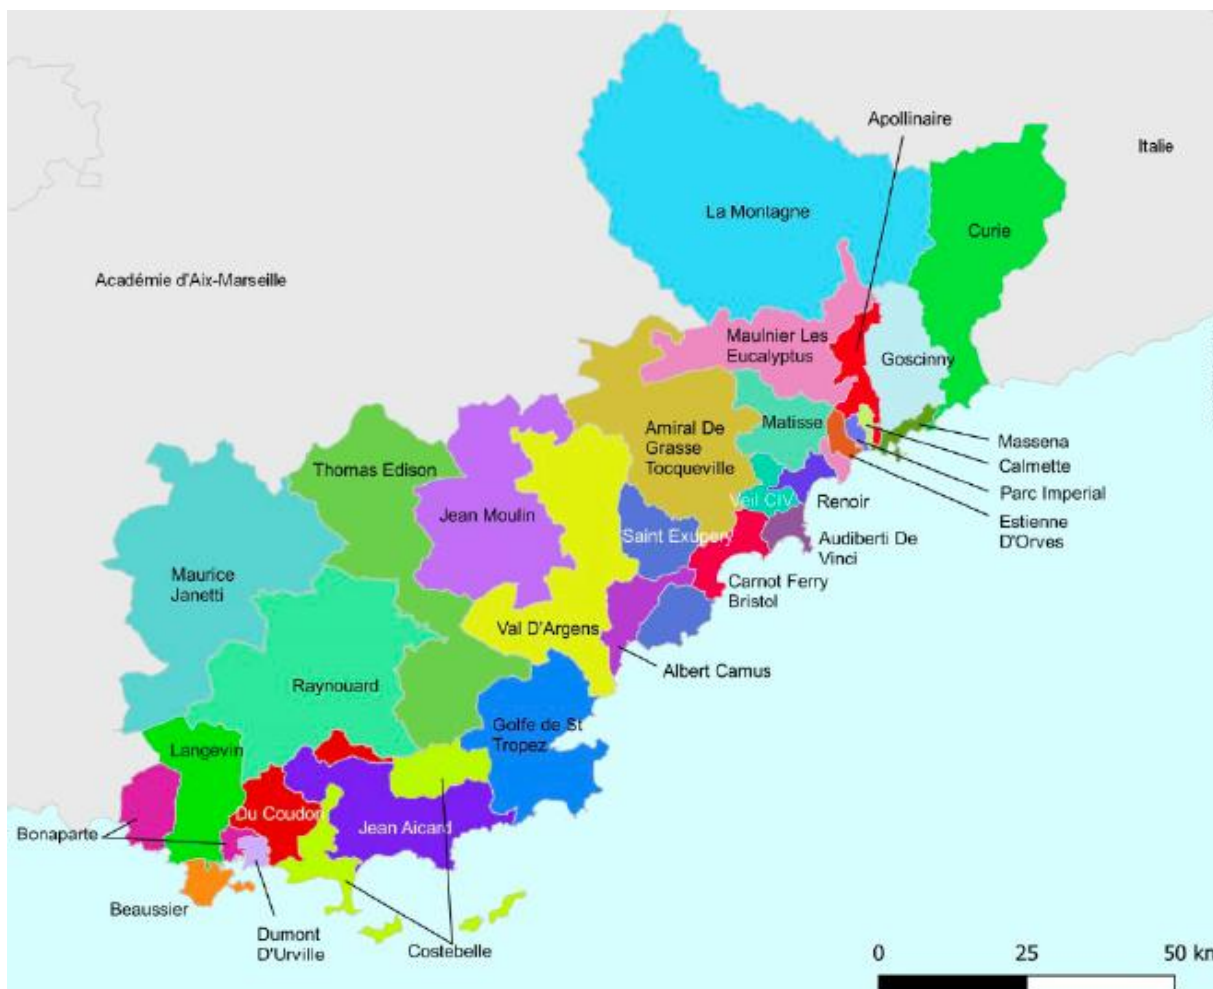 Apollinaire
Italie
La Montagne
Curie
Académie d'Aix-Marseille
Maulnier Les
Eucalyptus
Goscinny
Matisse
Amiral De
Grasse
Tocqueville
Massena
Calmette
Parc Imperial
Estienne
D'Orves
Thomas Edison
Jean Moulin
Veil CIV
Renoir
Saint Exupery
Audiberti De
Vinci
Maurice
Janetti
Carnot Ferry
Bristol
Val D'Argens
Albert Camus
Raynouard
Golfe de St
Tropez
Langevin
Du Coudon
Jean Aicard
Bonaparte
Beaussier
Dumont
D'Urville
Costebelle
0 25 50 km